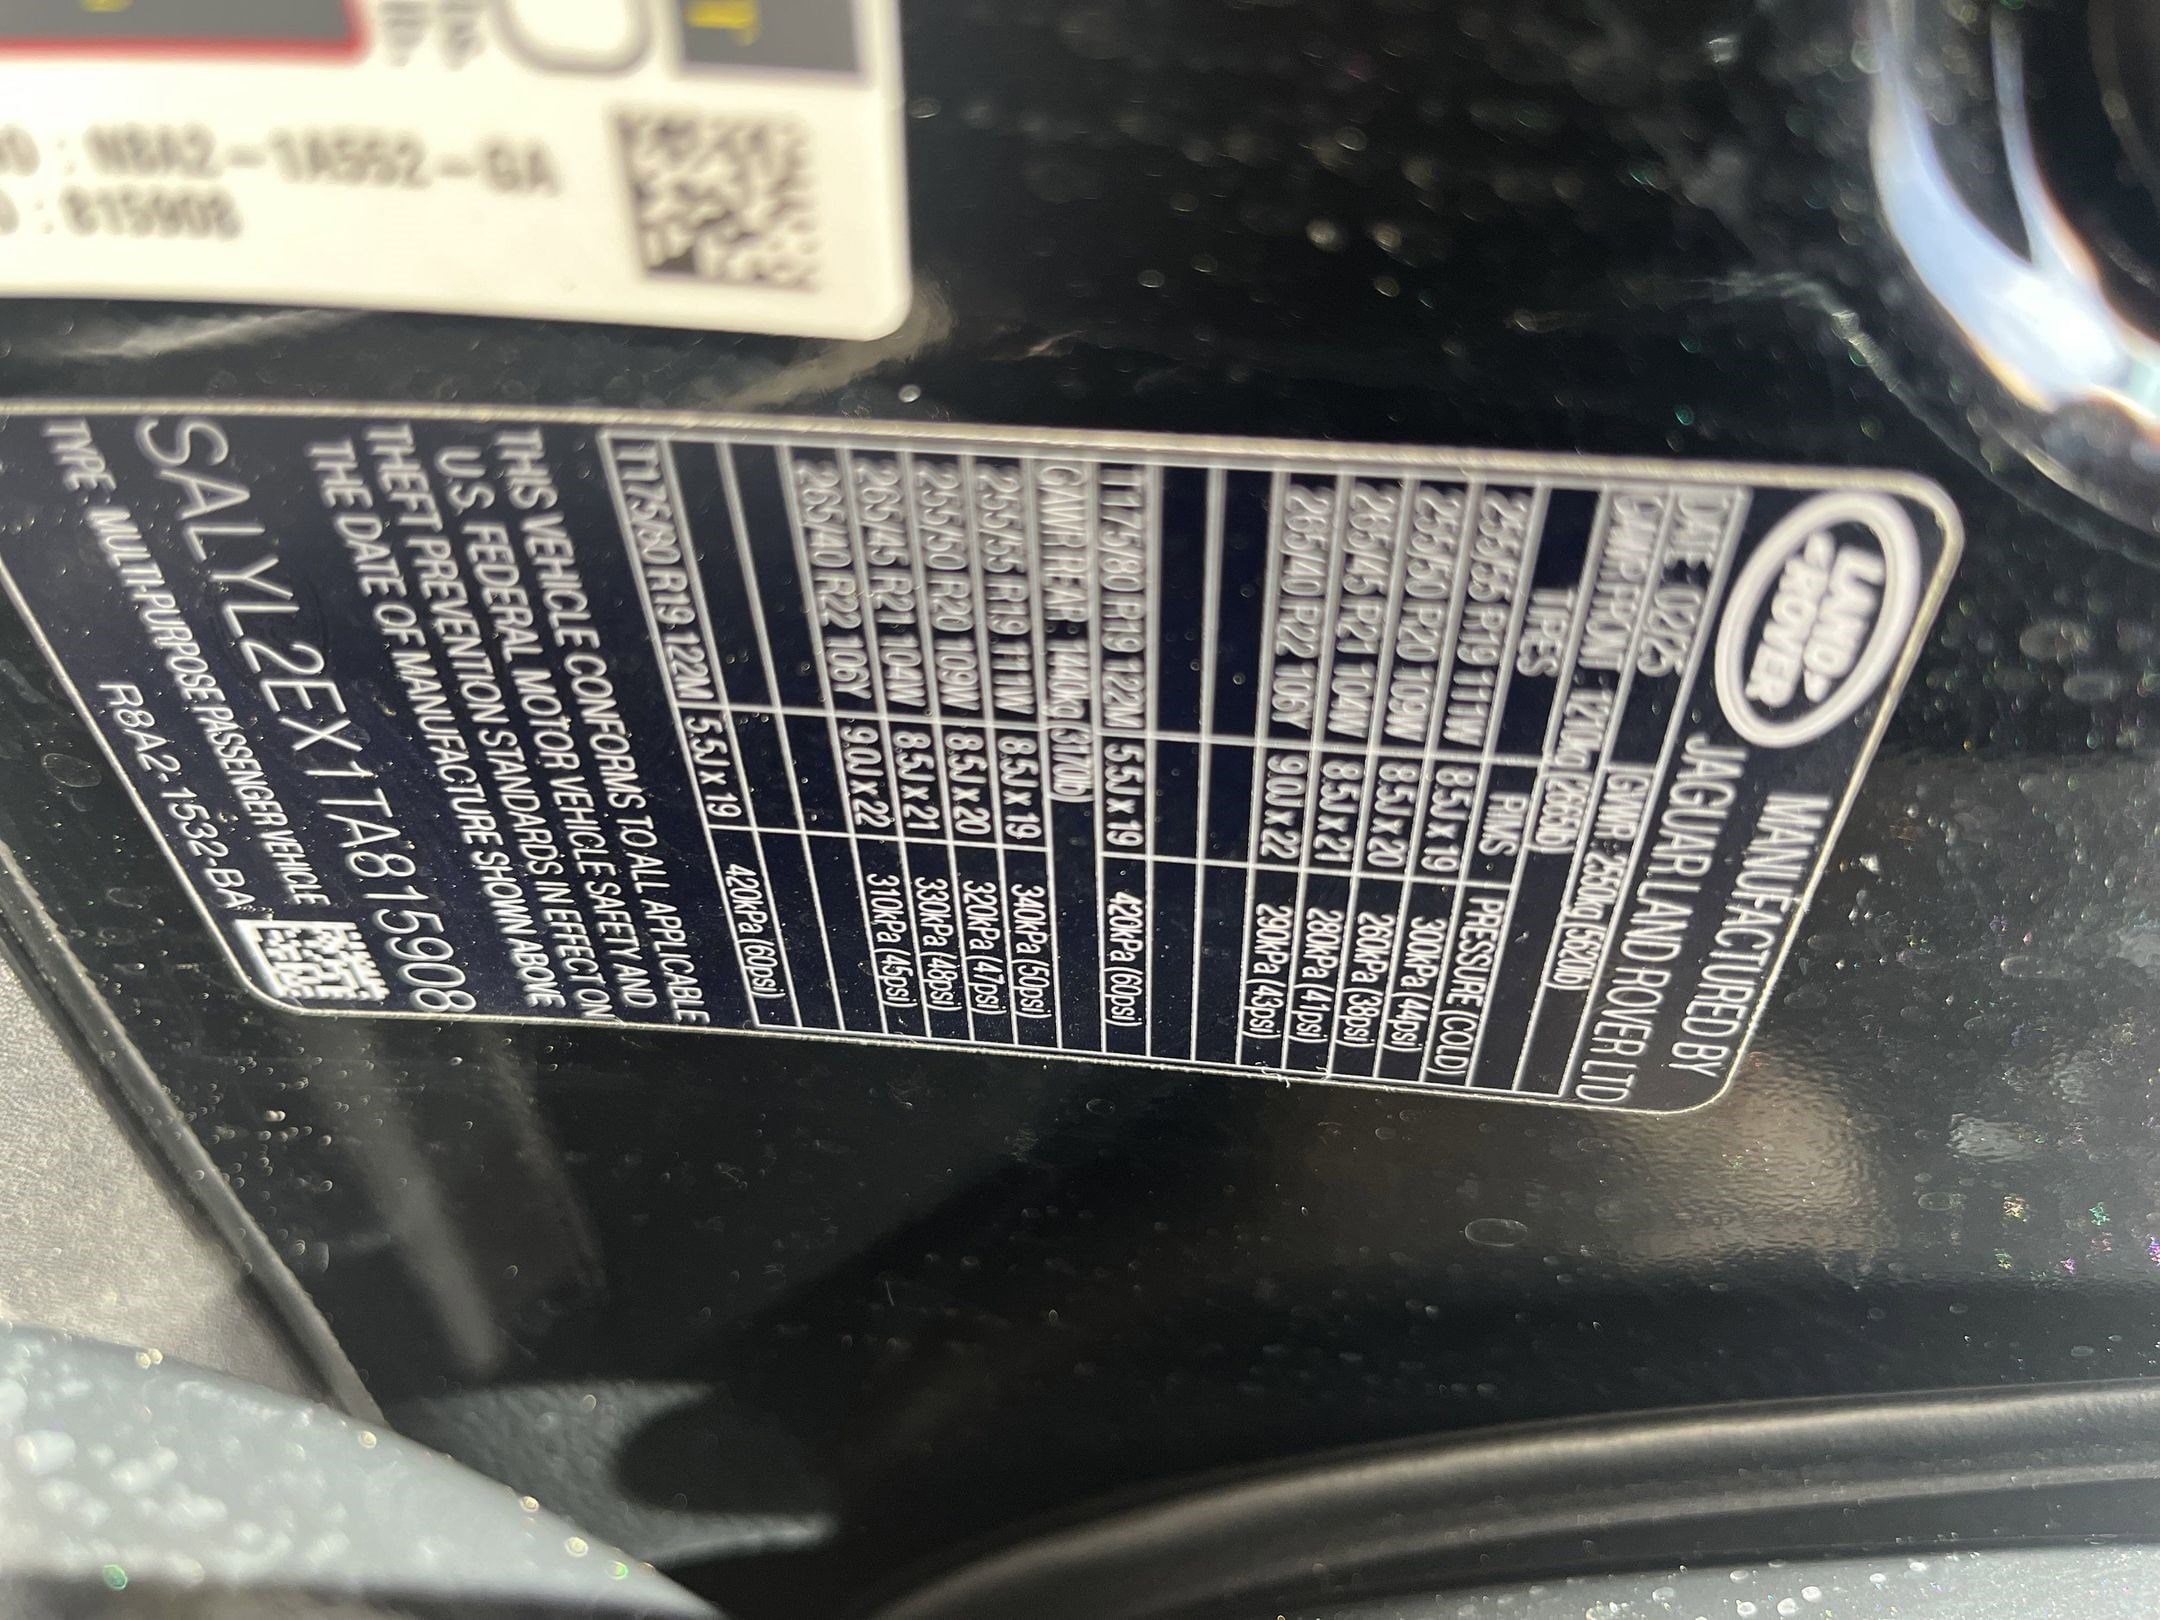 N8A2-1A552-GA
815908
LAND
ROVER
MANUFACTURED BY
JAGUAR LAND ROVER LTD
DATE : 02/25 GVWR : 2550kg (5620lb)
GAWR FRONT : 1210kg (2665lb)
TIRES RIMS PRESSURE (COLD)
255/55 R19 111W 8.5J x 19 300kPa (44psi)
255/50 R20 109W 8.5J x 20 260kPa (38psi)
265/45 R21 104W 8.5J x 21 280kPa (41psi)
265/40 R22 106Y 9.0J x 22 290kPa (43psi)
T175/80 R19 122M 5.5J x 19 420kPa (60psi)
GAWR REAR : 1440kg (3170lb)
255/55 R19 111W 8.5J x 19 340kPa (50psi)
255/50 R20 109W 8.5J x 20 320kPa (47psi)
265/45 R21 104W 8.5J x 21 330kPa (48psi)
265/40 R22 106Y 9.0J x 22 310kPa (45psi)
T175/80 R19 122M 5.5J x 19 420kPa (60psi)
THIS VEHICLE CONFORMS TO ALL APPLICABLE
U.S. FEDERAL MOTOR VEHICLE SAFETY AND
THEFT PREVENTION STANDARDS IN EFFECT ON
THE DATE OF MANUFACTURE SHOWN ABOVE
SALYL2EX1TA815908
TYPE : MULTI-PURPOSE PASSENGER VEHICLE
R8A2-1532-BA